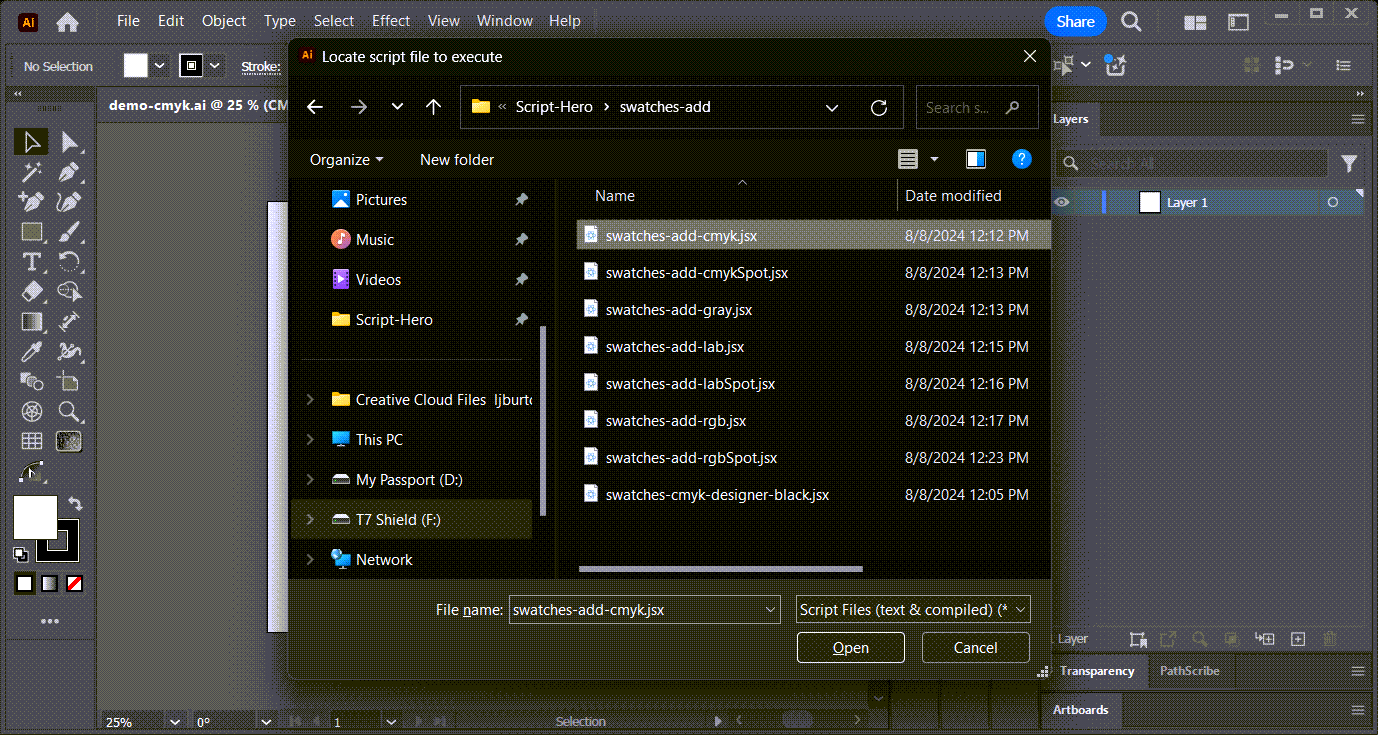 Ai File Edit Object Type Select Effect View Window Help Share
Ai Locate script file to execute
No Selection Stroke:
« Script-Hero › swatches-add Search s...
demo-cmyk.ai @ 25 % (CM
Layers
Organize New folder ?
Search All
Name Date modified
Pictures
Music
Videos
Script-Hero
Creative Cloud Files ljburto
This PC
My Passport (D:)
T7 Shield (F:)
Network
swatches-add-cmyk.jsx 8/8/2024 12:12 PM
swatches-add-cmykSpot.jsx 8/8/2024 12:13 PM
swatches-add-gray.jsx 8/8/2024 12:13 PM
swatches-add-lab.jsx 8/8/2024 12:15 PM
swatches-add-labSpot.jsx 8/8/2024 12:16 PM
swatches-add-rgb.jsx 8/8/2024 12:17 PM
swatches-add-rgbSpot.jsx 8/8/2024 12:23 PM
swatches-cmyk-designer-black.jsx 8/8/2024 12:05 PM
Layer 1
File name: swatches-add-cmyk.jsx Script Files (text & compiled) (*
Open Cancel
Layer
Transparency PathScribe
Artboards
25% 0° 1 Selection